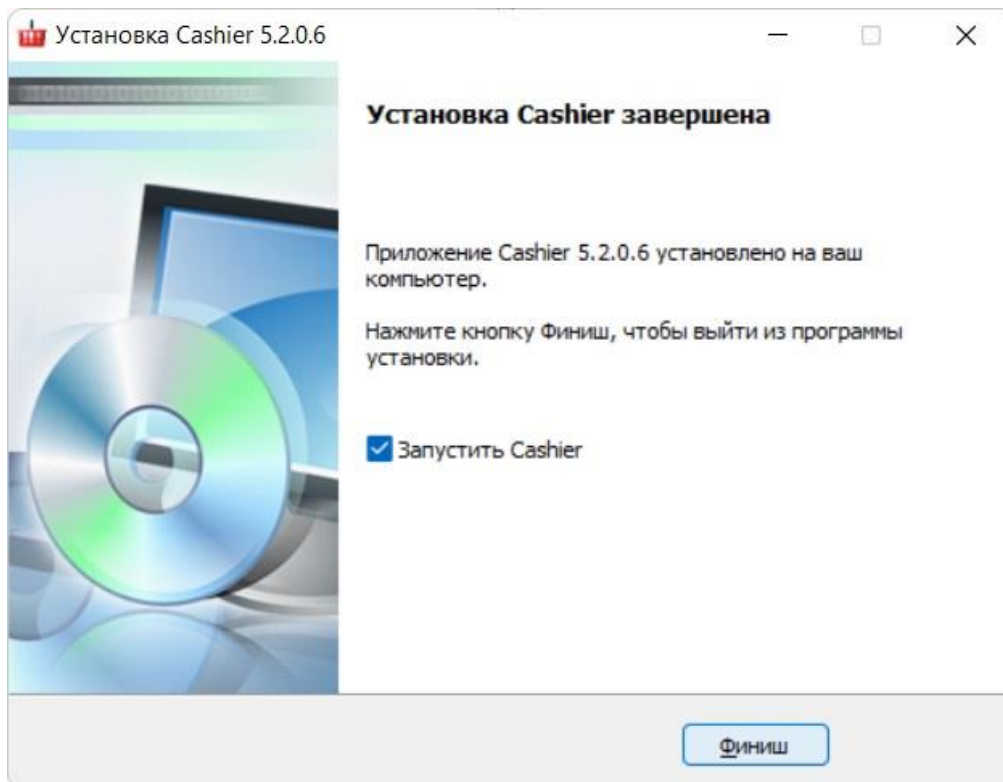 Установка Cashier 5.2.0.6
Установка Cashier завершена
Приложение Cashier 5.2.0.6 установлено на ваш
компьютер.
Нажмите кнопку Финиш, чтобы выйти из программы
установки.
Запустить Cashier
Финиш